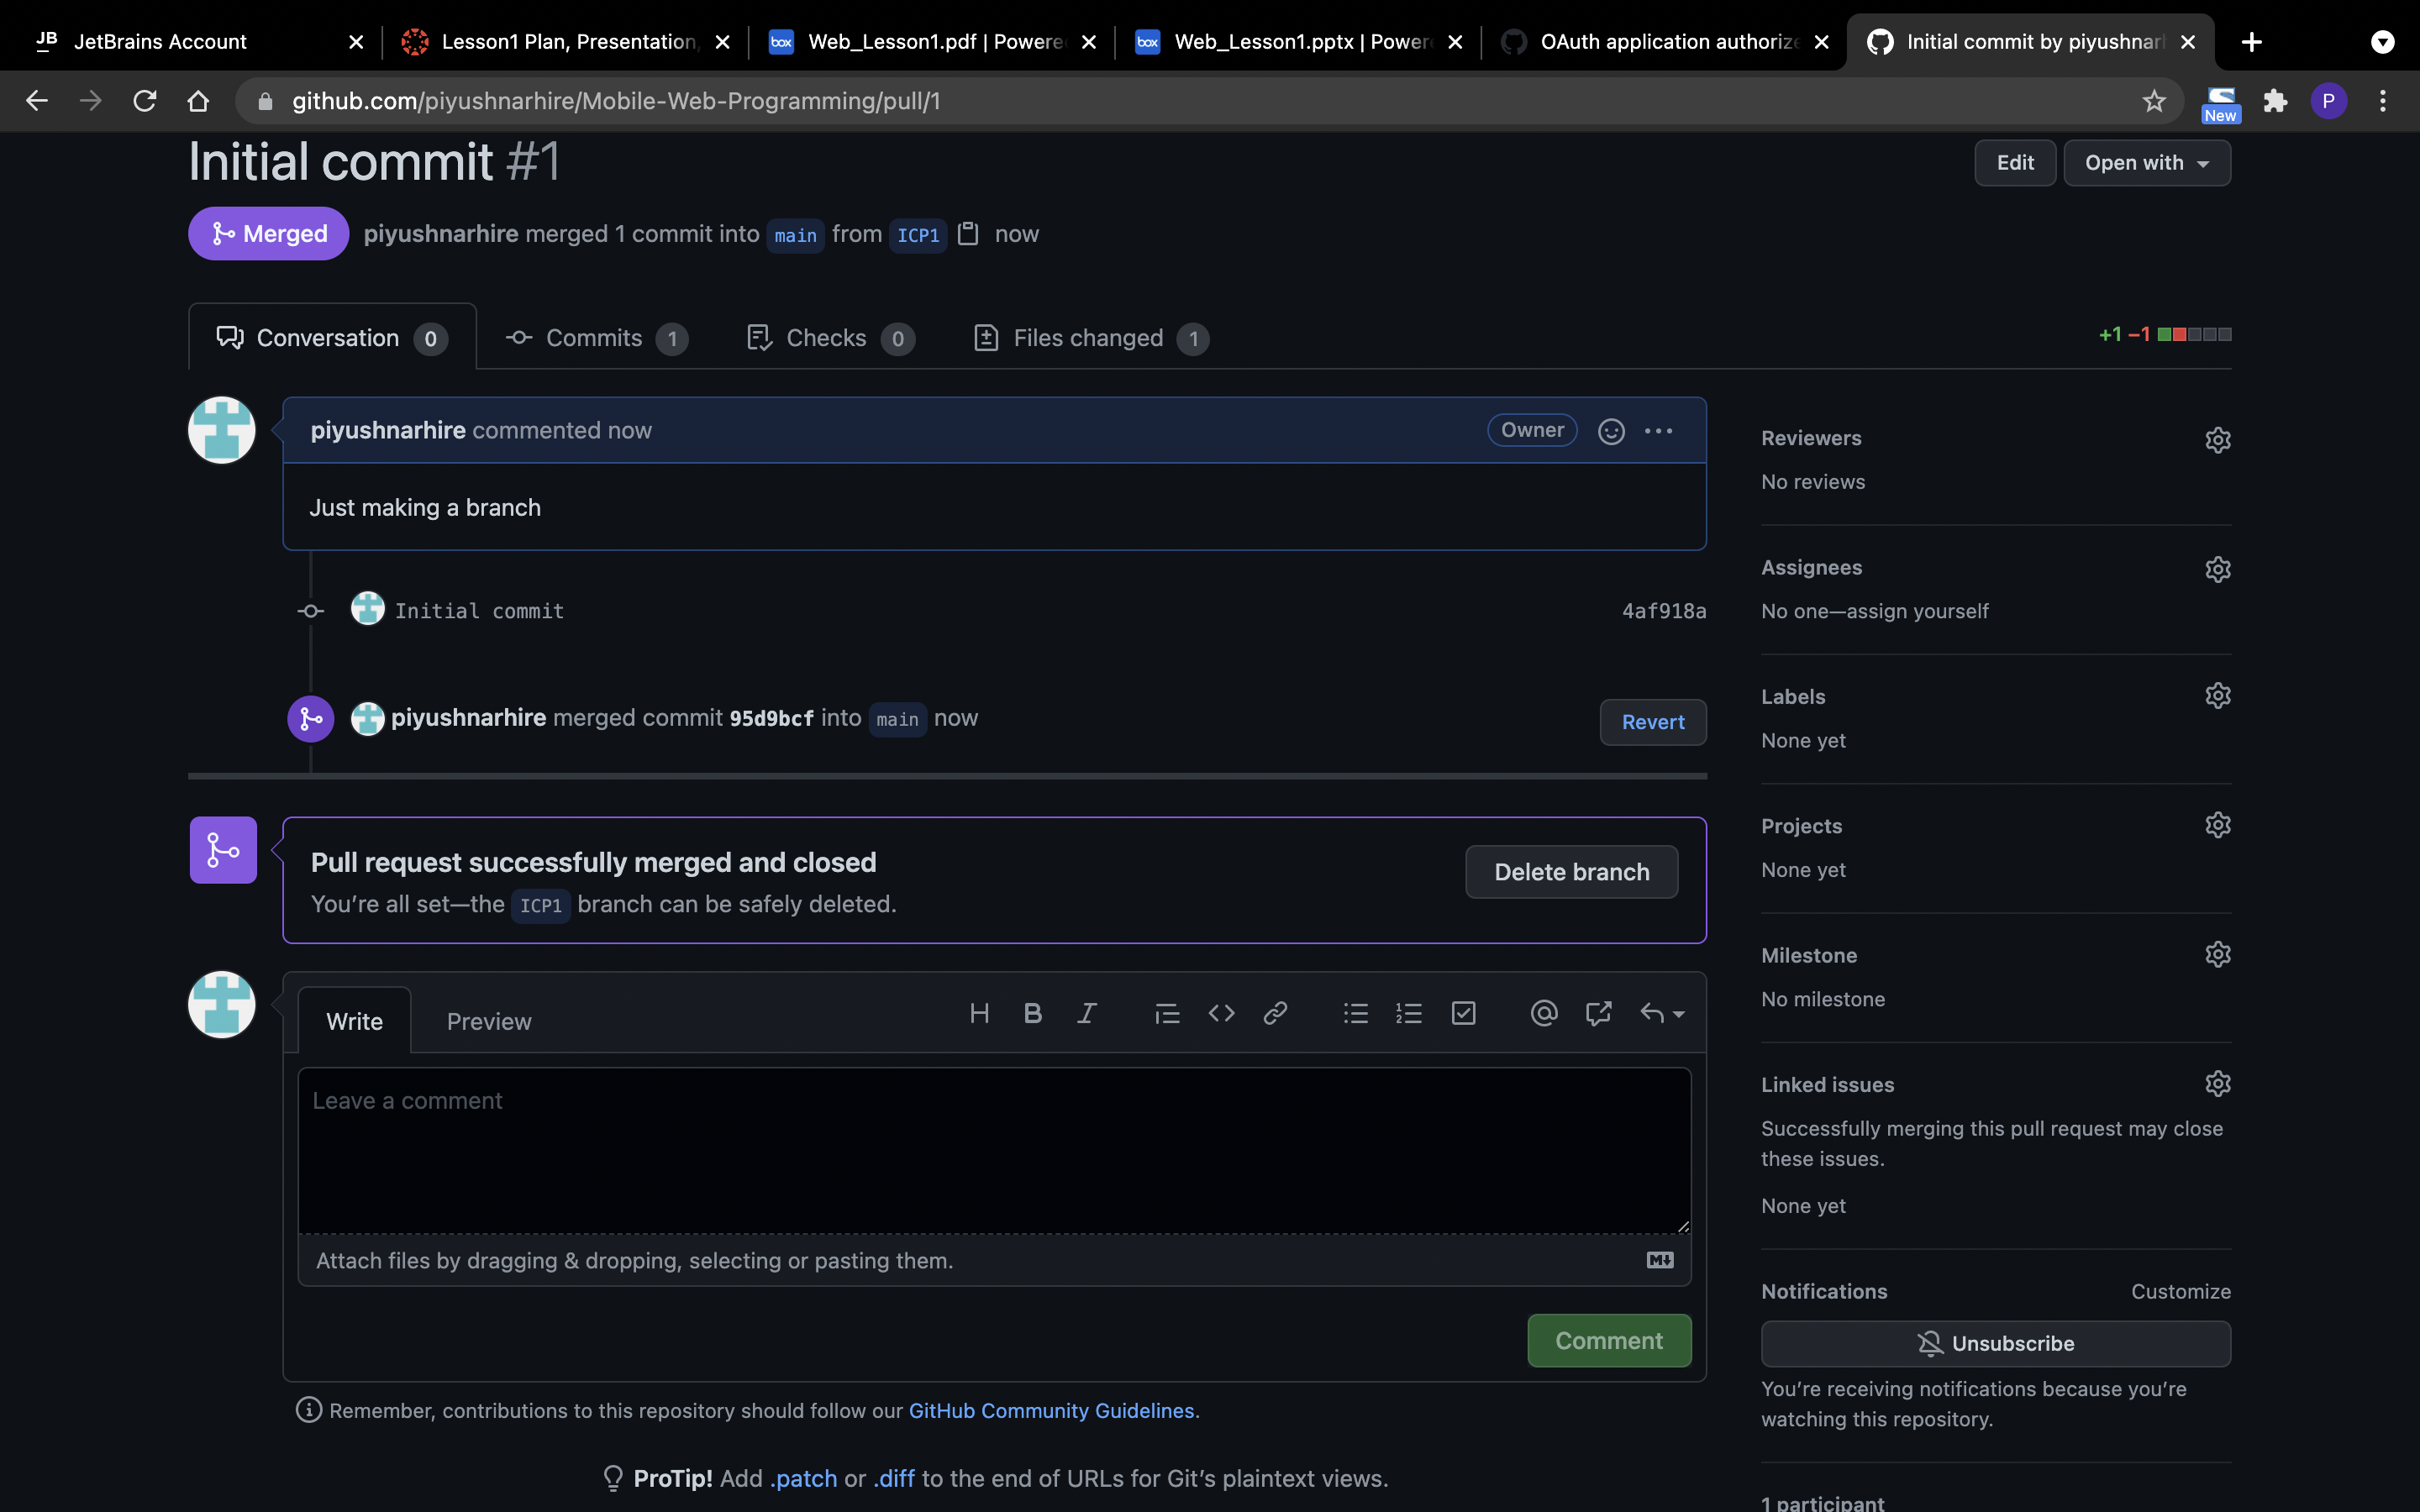 JB JetBrains Account
Lesson1 Plan, Presentation,
box Web_Lesson1.pdf | Powere
box Web_Lesson1.pptx | Power
OAuth application authorize
Initial commit by piyushnarl
github.com/piyushnarhire/Mobile-Web-Programming/pull/1
New
P
Initial commit #1
Edit
Open with
Merged
piyushnarhire merged 1 commit into main from ICP1 now
Conversation 0
Commits 1
Checks 0
Files changed 1
+1 −1
piyushnarhire commented now
Owner
Just making a branch
Initial commit
4af918a
piyushnarhire merged commit 95d9bcf into main now
Revert
Pull request successfully merged and closed
You’re all set—the ICP1 branch can be safely deleted.
Delete branch
Write
Preview
Leave a comment
Attach files by dragging & dropping, selecting or pasting them.
Comment
Remember, contributions to this repository should follow our GitHub Community Guidelines.
ProTip! Add .patch or .diff to the end of URLs for Git’s plaintext views.
Reviewers
No reviews
Assignees
No one—assign yourself
Labels
None yet
Projects
None yet
Milestone
No milestone
Linked issues
Successfully merging this pull request may close
these issues.
None yet
Notifications
Customize
Unsubscribe
You’re receiving notifications because you’re
watching this repository.
1 participant